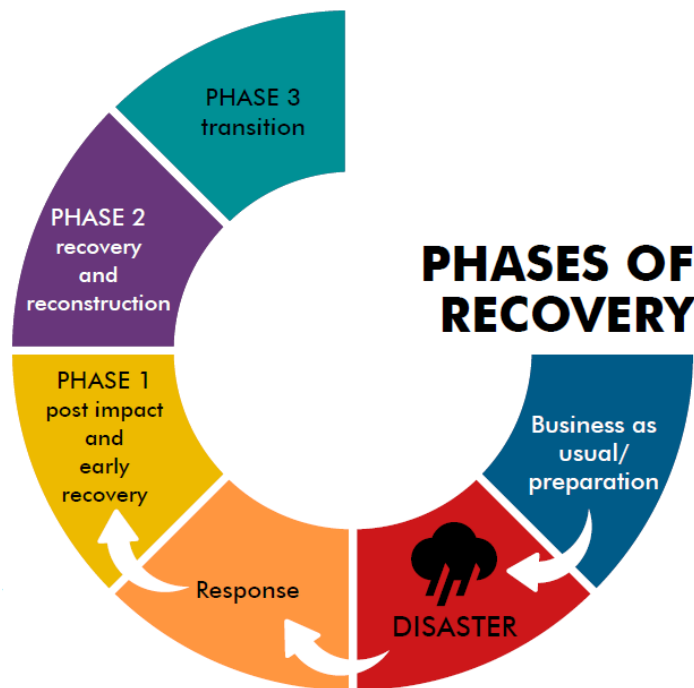 PHASES OF
RECOVERY
Business as
usual/
preparation
DISASTER
Response
PHASE 1
post impact
and
early
recovery
PHASE 2
recovery
and
reconstruction
PHASE 3
transition